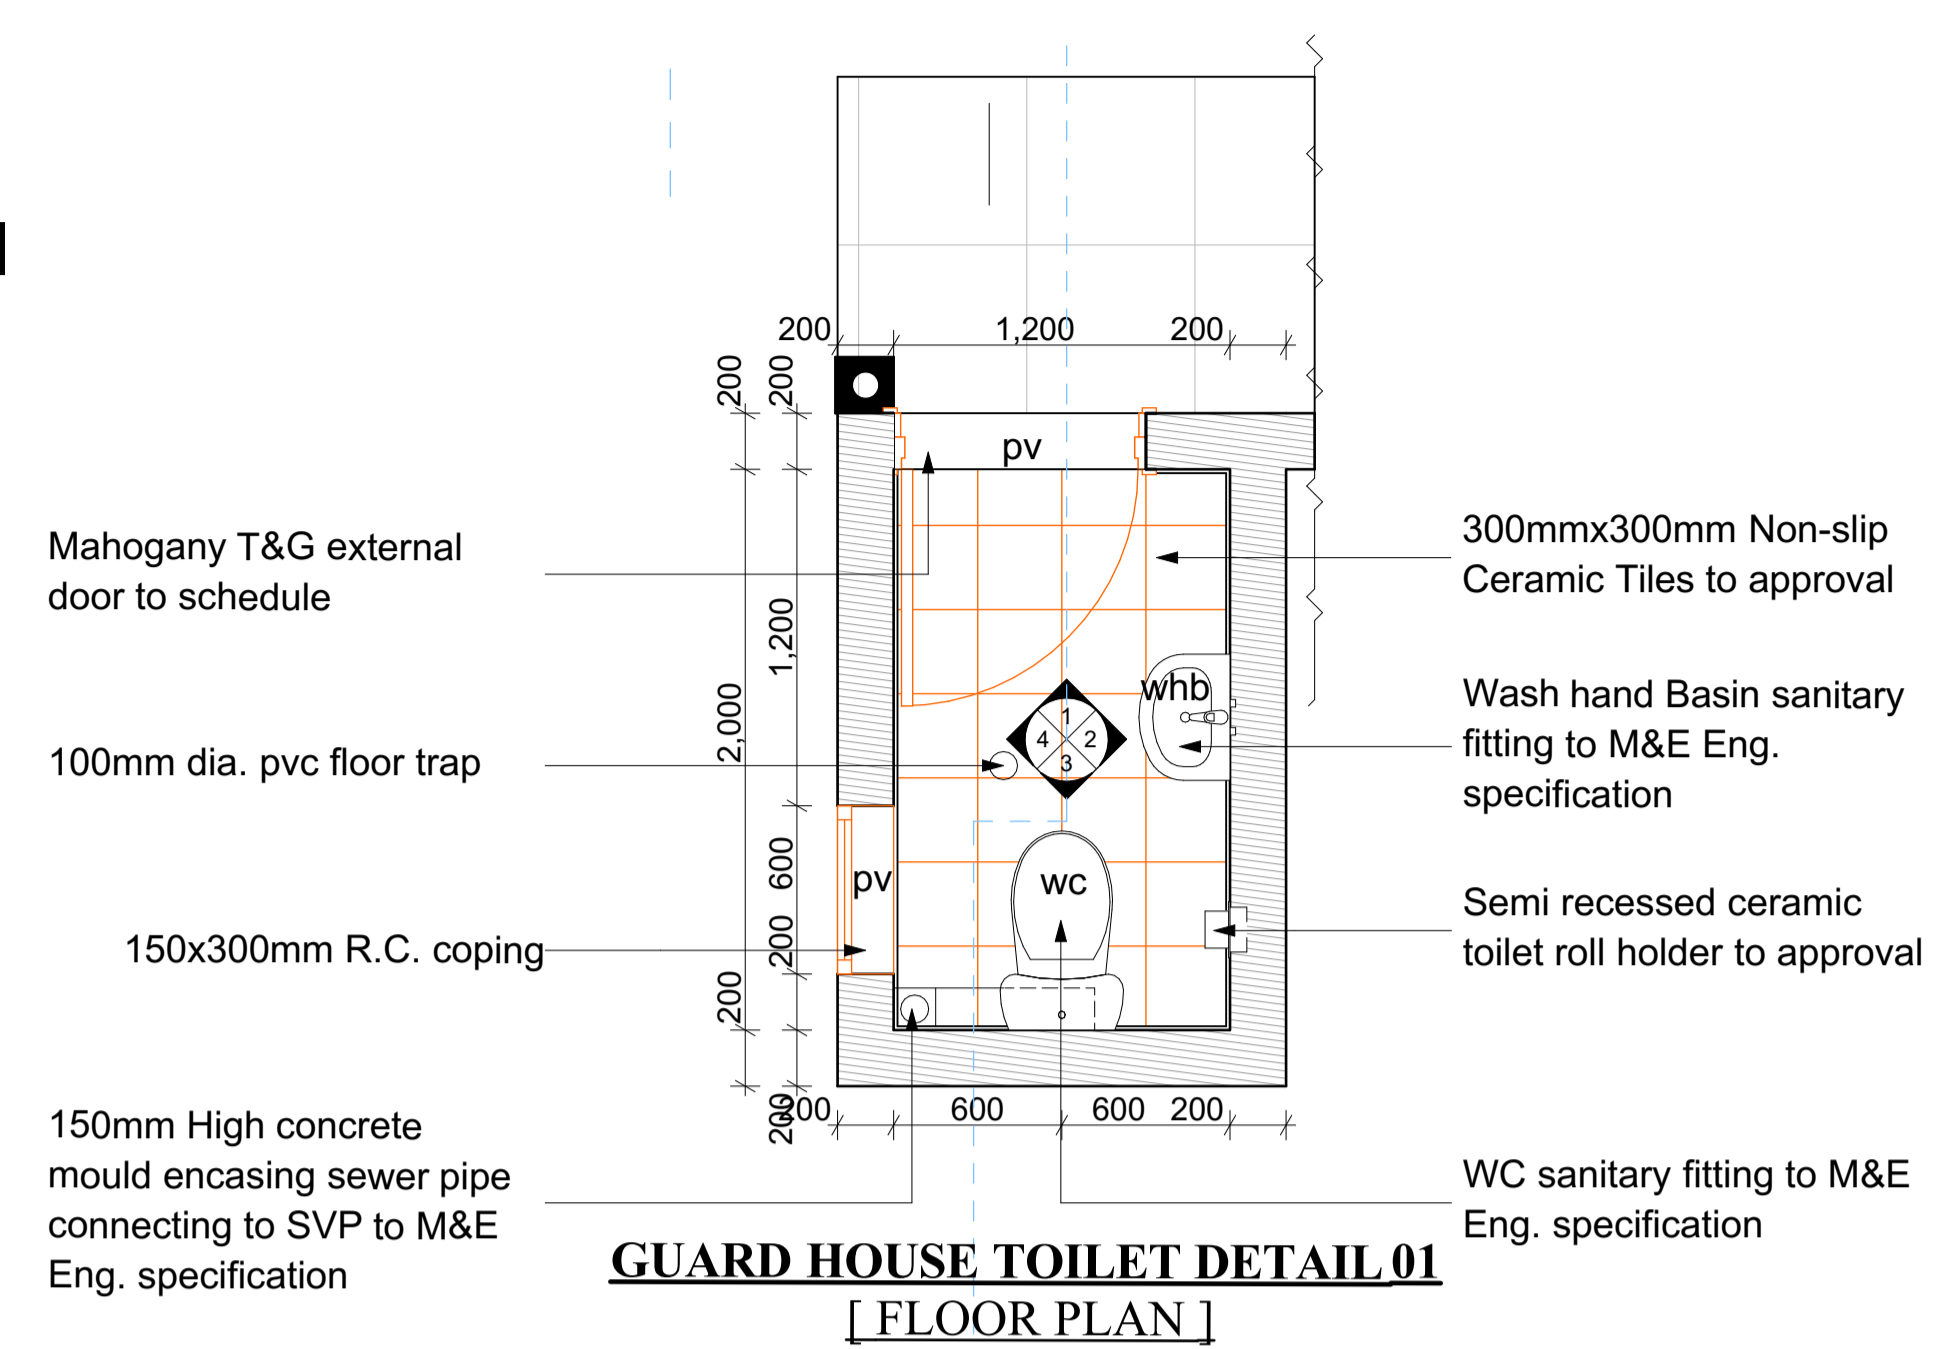 200
1,200
200
200
200
pv
Mahogany T&G external
door to schedule
300mmx300mm Non-slip
Ceramic Tiles to approval
1,200
2,000
whb
1
4
2
3
Wash hand Basin sanitary
fitting to M&E Eng.
specification
100mm dia. pvc floor trap
600
pv
wc
Semi recessed ceramic
toilet roll holder to approval
150x300mm R.C. coping
200
200
200
200
600
600
200
150mm High concrete
mould encasing sewer pipe
connecting to SVP to M&E
Eng. specification
WC sanitary fitting to M&E
Eng. specification
GUARD HOUSE TOILET DETAIL 01
[ FLOOR PLAN ]